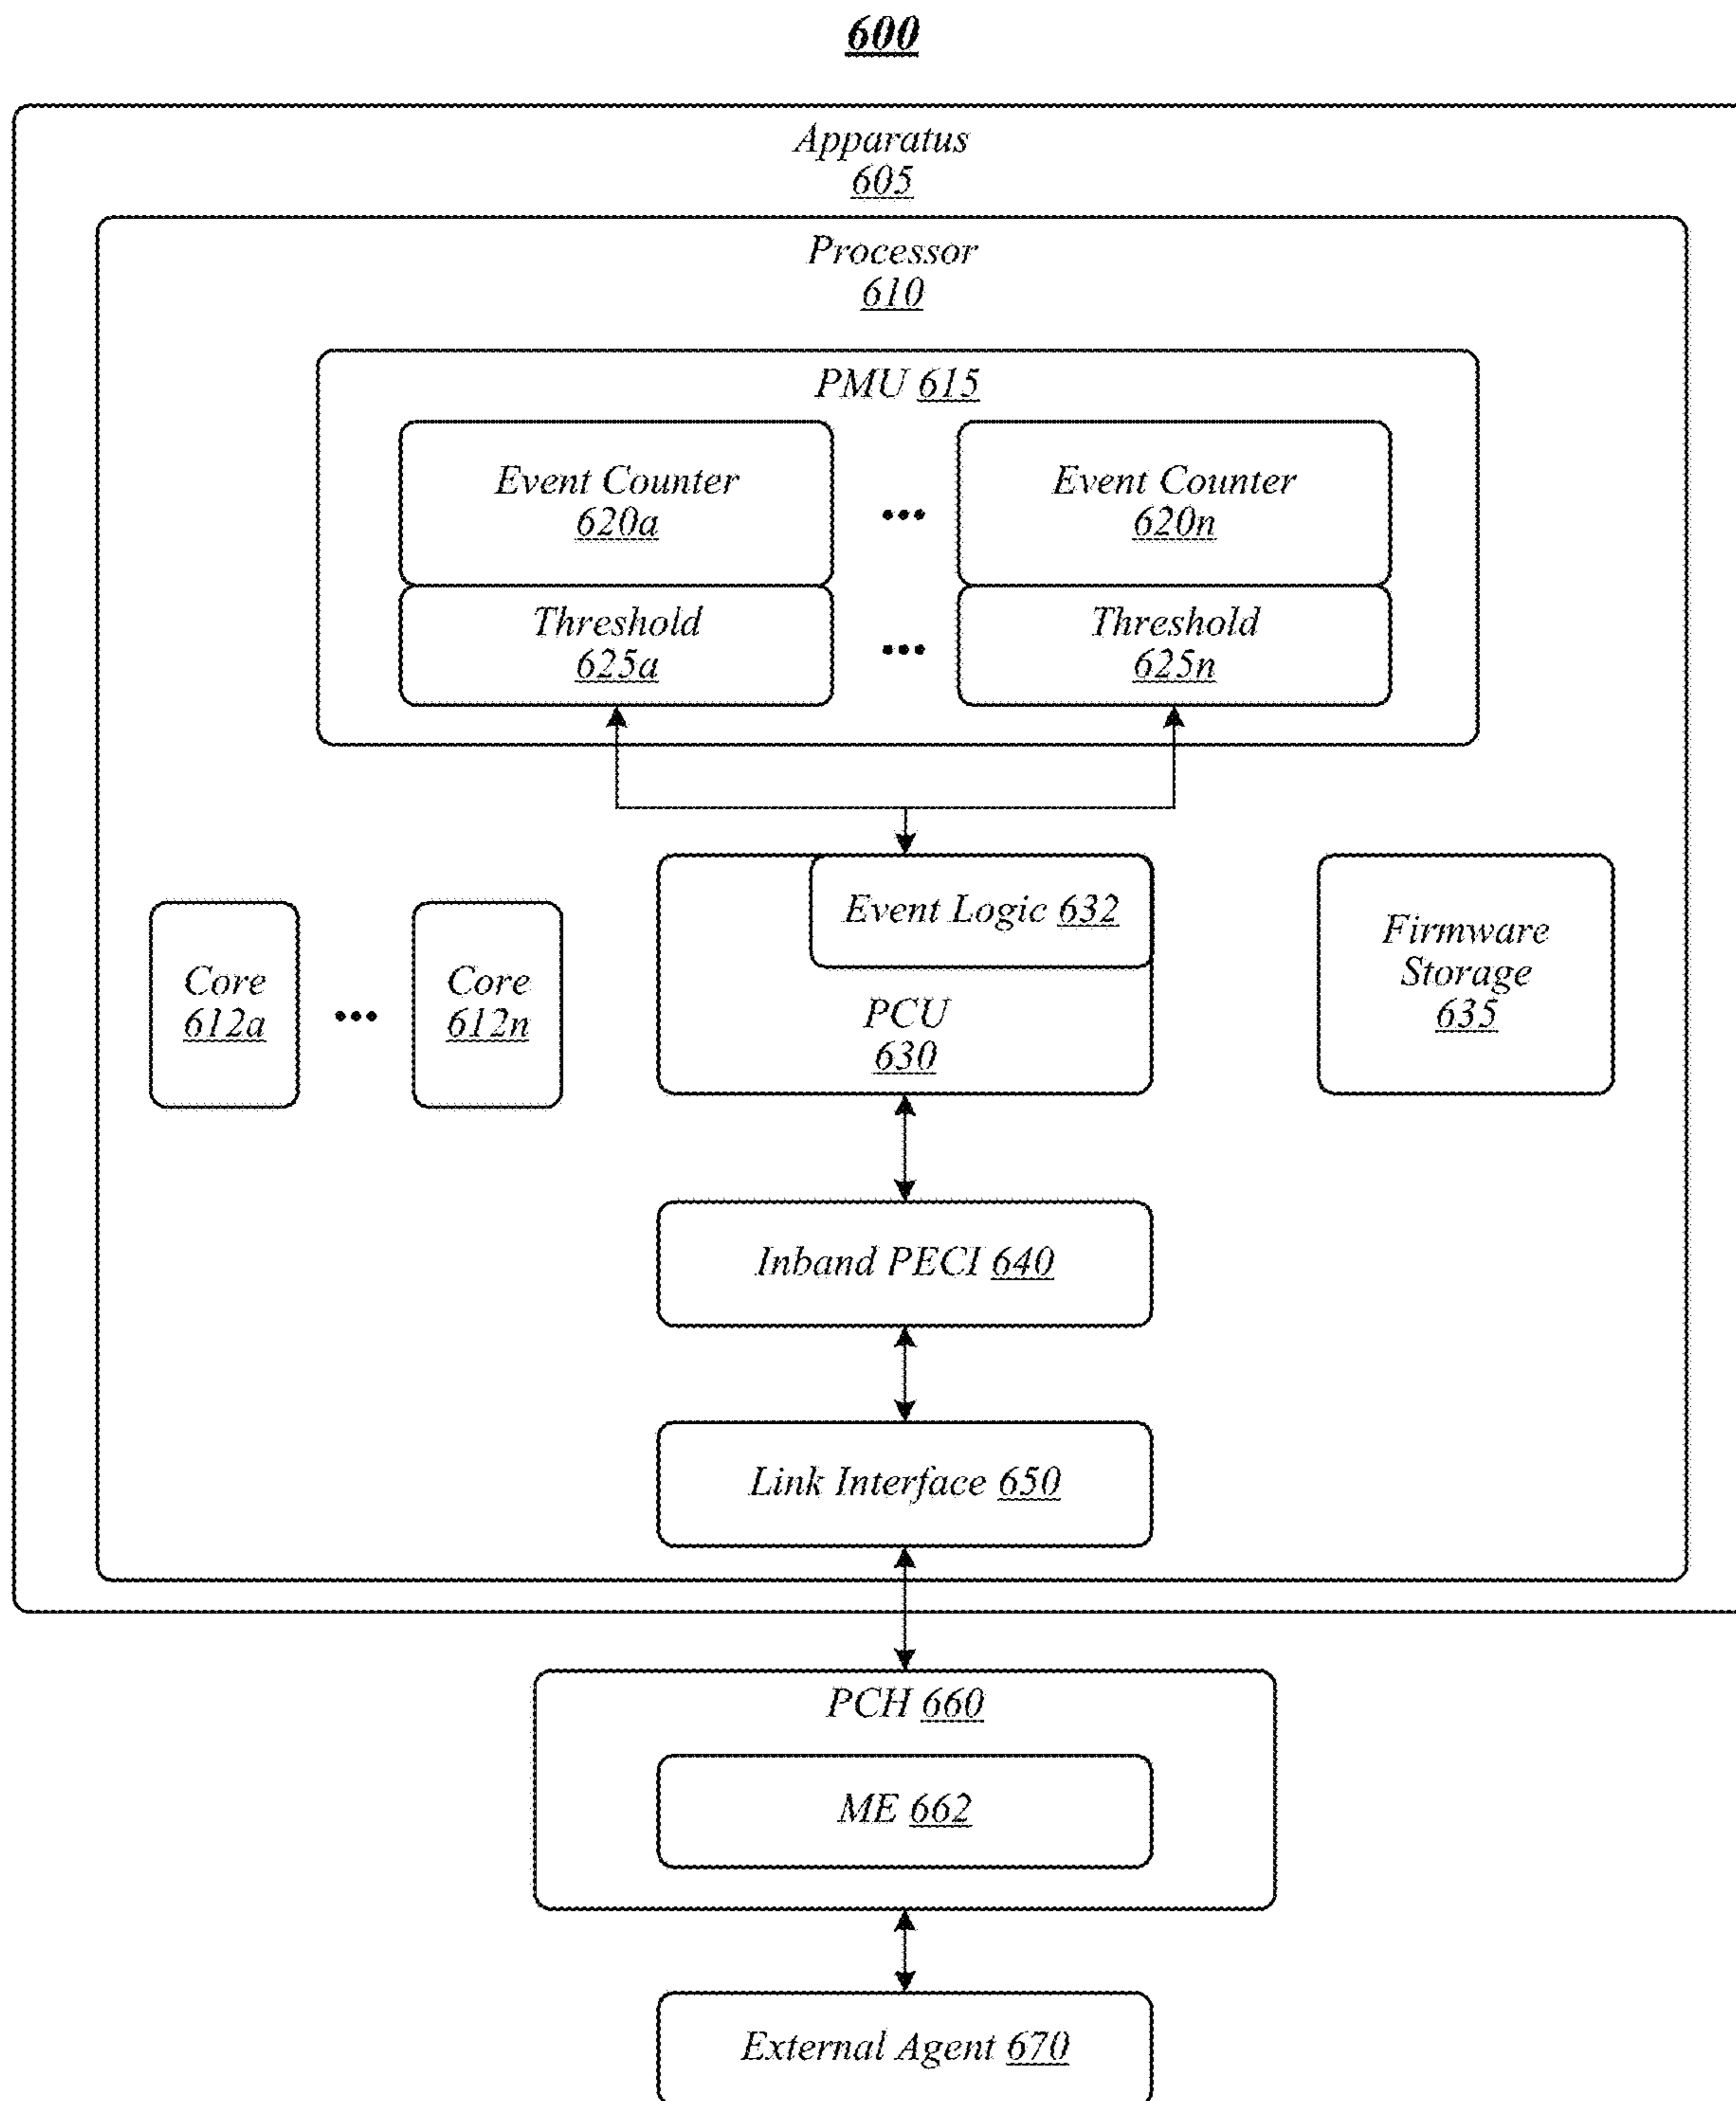 600
Apparatus
605
Processor
610
PMU 615
Event Counter
620a
•••
Event Counter
620n
Threshold
625a
•••
Threshold
625n
Event Logic 632
PCU
630
Firmware
Storage
635
Core
612a
•••
Core
612n
Inband PECI 640
Link Interface 650
PCH 660
ME 662
External Agent 670